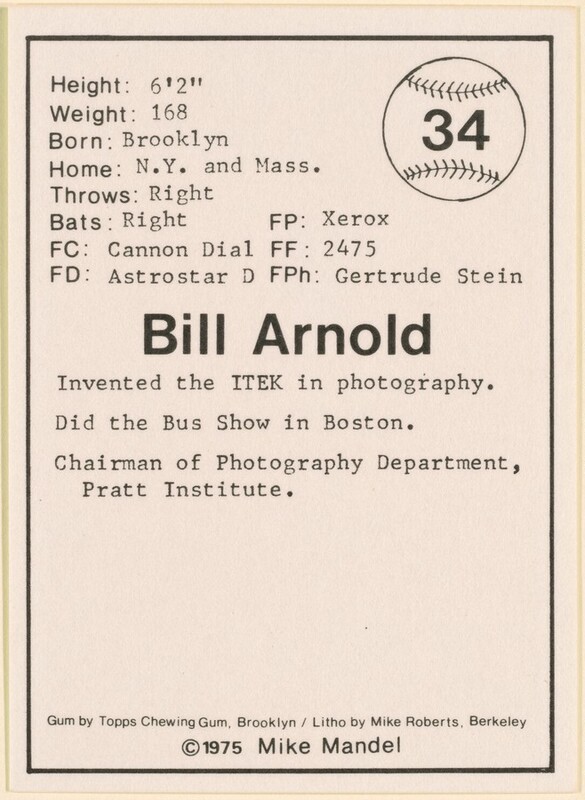 34
Height: 6'2"
Weight: 168
Born: Brooklyn
Home: N.Y. and Mass.
Throws: Right
Bats: Right FP: Xerox
FC: Cannon Dial FF: 2475
FD: Astrostar D FPh: Gertrude Stein
Bill Arnold
Invented the ITEK in photography.
Did the Bus Show in Boston.
Chairman of Photography Department,
Pratt Institute.
Gum by Topps Chewing Gum, Brooklyn / Litho by Mike Roberts, Berkeley
©1975 Mike Mandel